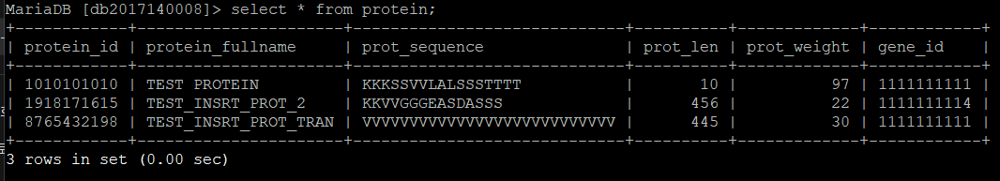 MariaDB [db2017140008]> select * from protein;
+------------+----------------------+----------------------------+----------+-------------+------------+
| protein_id | protein_fullname     | prot_sequence              | prot_len | prot_weight | gene_id    |
+------------+----------------------+----------------------------+----------+-------------+------------+
| 1010101010 | TEST PROTEIN         | KKKSSVVLALSSSTTTT          |       10 |          97 | 1111111111 |
| 1918171615 | TEST_INSRT_PROT_2    | KKVVGGGEASDASSS            |      456 |          22 | 1111111114 |
| 8765432198 | TEST_INSRT_PROT_TRAN | VVVVVVVVVVVVVVVVVVVVVVVVVV |      445 |          30 | 1111111111 |
+------------+----------------------+----------------------------+----------+-------------+------------+
3 rows in set (0.00 sec)